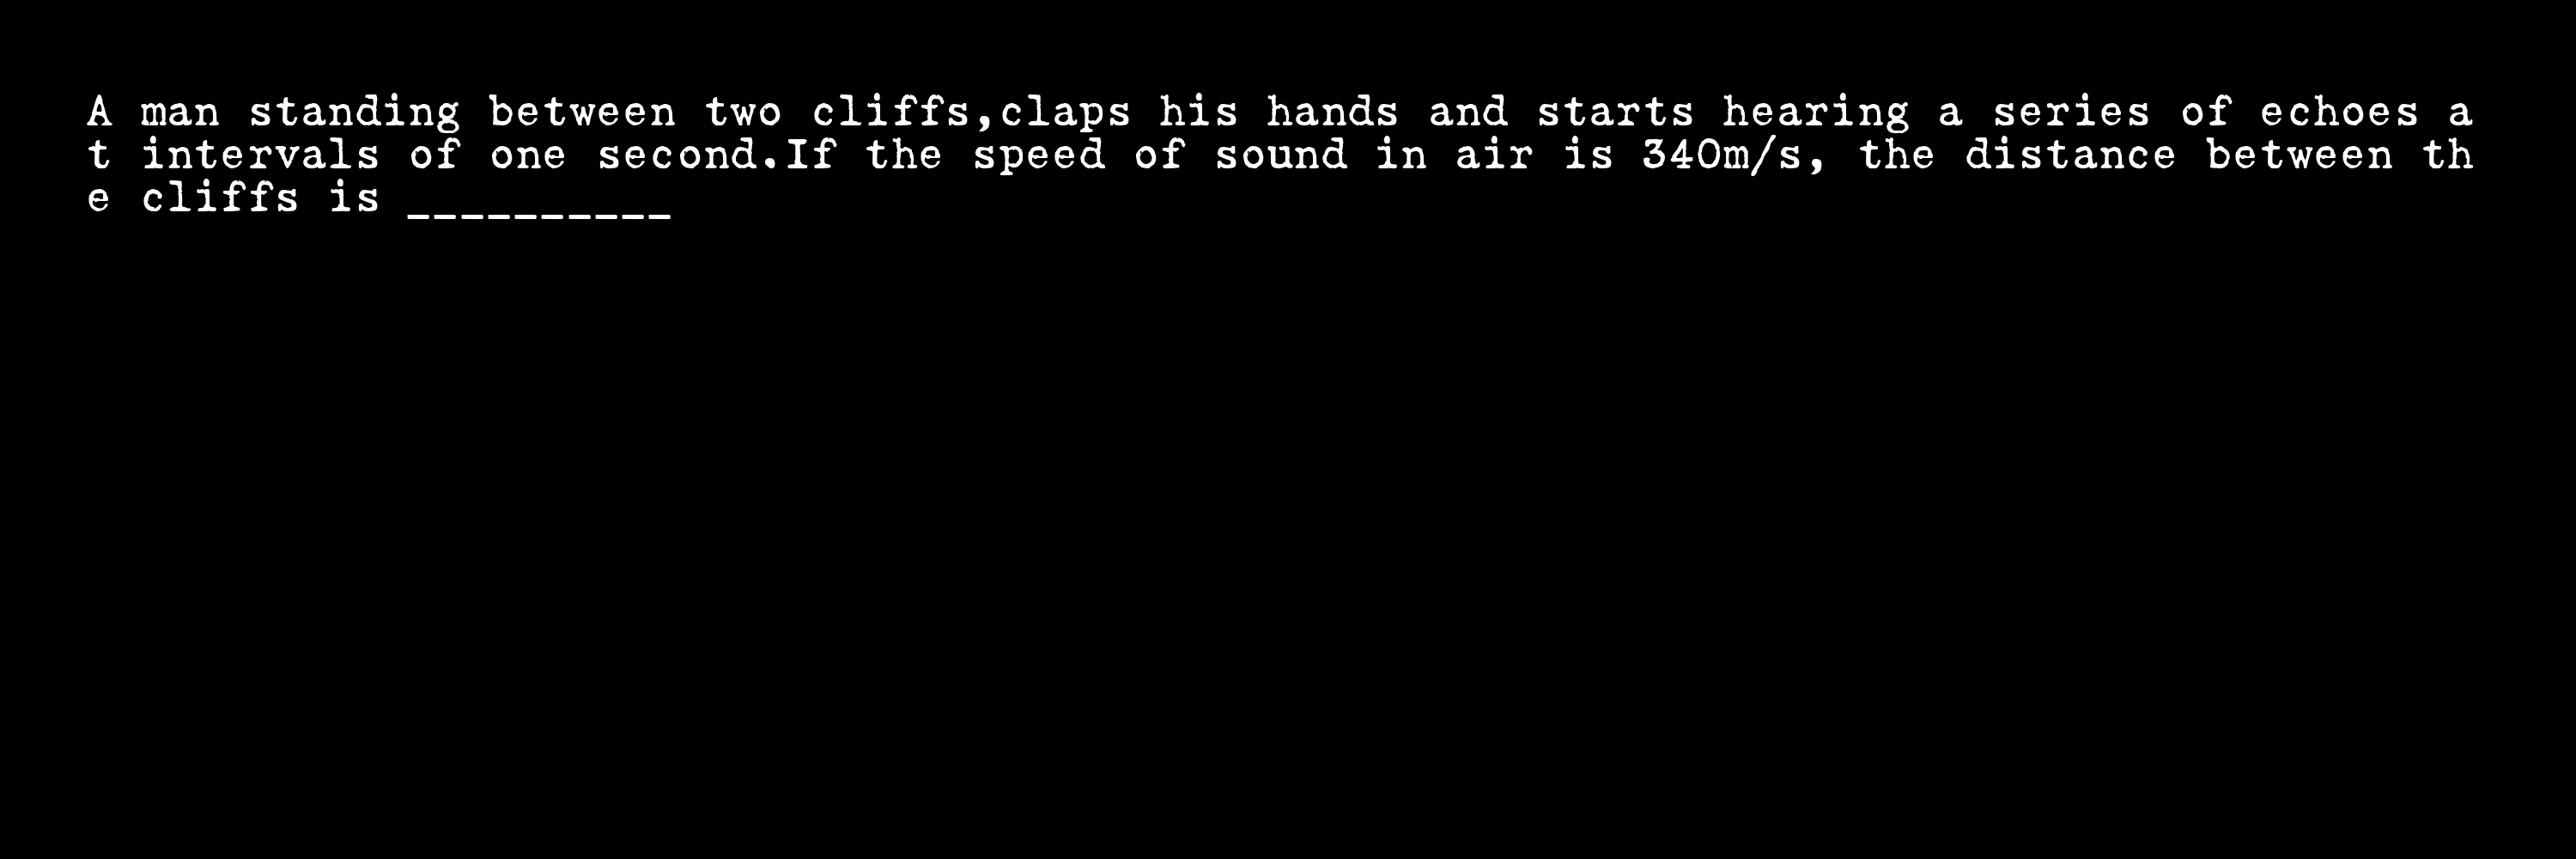 A man standing between two cliffs,claps his hands and starts hearing a series of echoes a
t intervals of one second.If the speed of sound in air is 340m/s, the distance between th
e cliffs is __________